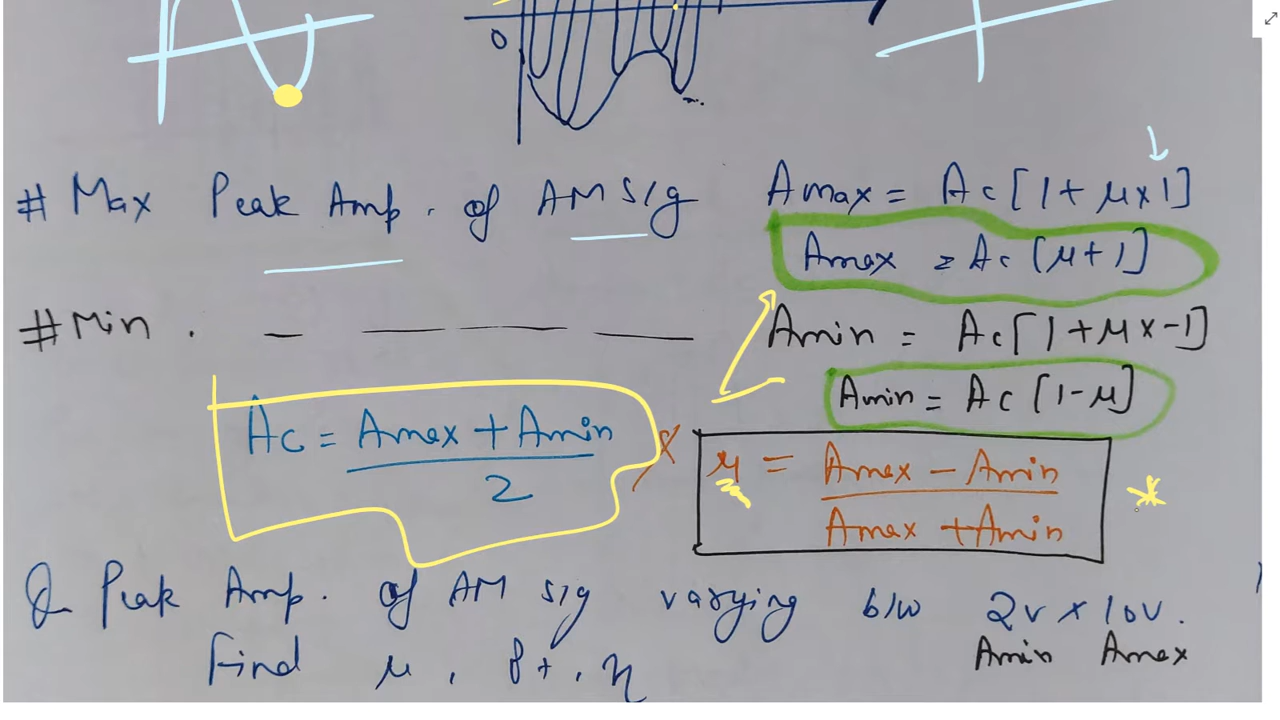 0
# Max Peak Amp. of AM Sig Amax = Ac[1+μx1]
Amax = Ac[μ+1]
# Min .
Amin = Ac[1+μx-1]
Amin = Ac[1-μ]
Ac = Amax + Amin
2
μ = Amax - Amin
Amax + Amin
Q Peak Amp. of AM sig varying b/w 2v x 10v.
Amin Amax
Find μ, Pt, η